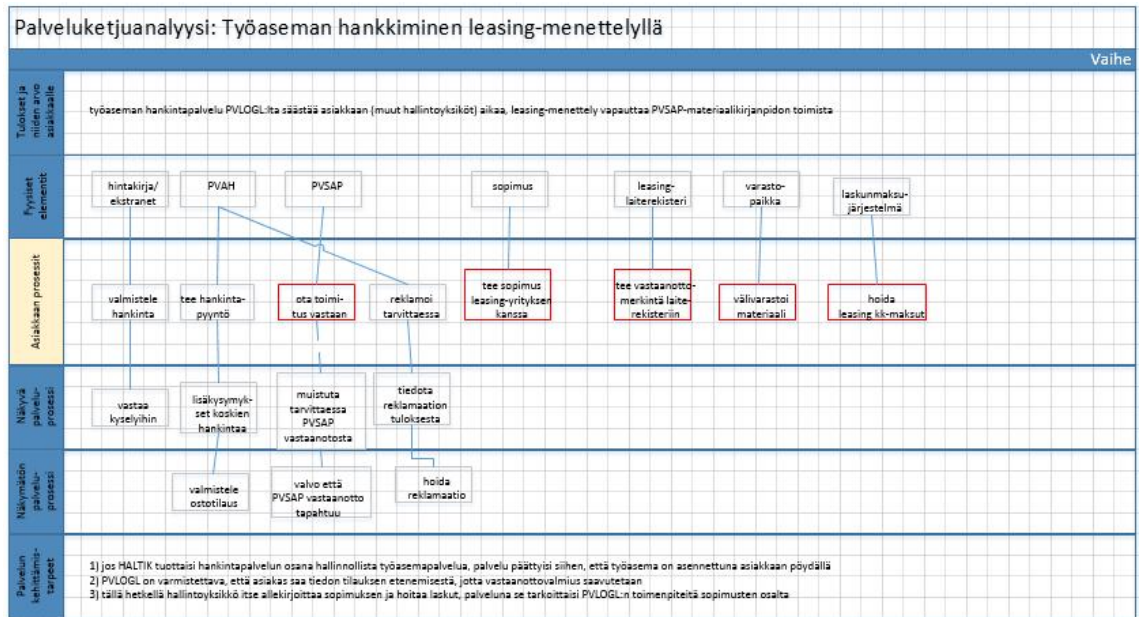 Palveluketjuanalyysi: Työaseman hankkiminen leasing-menettelyllä
Vaihe
Tulokset ja
niiden arvo
asiakkaalle
työaseman hankintapalvelu PVLOGL:lta säästää asiakkaan (muut hallintoyksiköt) aikaa, leasing-menettely vapauttaa PVSAP-materiaalikirjanpidon toimista
Fyysiset
elementit
hintakirja/
ekstranet
PVAH
PVSAP
sopimus
leasing-
laiterekisteri
varasto-
paikka
laskunmaksu-
järjestelmä
Asiakkaan prosessit
valmistele
hankinta
tee hankinta-
pyyntö
ota toimi-
tus vastaan
reklamoi
tarvittaessa
tee sopimus
leasing-yrityksen
kanssa
tee vastaanotto-
merkintä laite-
rekisteriin
välivarastoi
materiaali
hoida
leasing kk-maksut
Näkyvä
palvelu-
prosessi
vastaa
kyselyihin
lisäkysymyk-
set koskien
hankintaa
muistuta
tarvittaessa
PVSAP
vastaanotosta
tiedota
reklamaation
tuloksesta
Näkymätön
palvelu-
prosessi
valmistele
ostotilaus
valvo että
PVSAP vastaanotto
tapahtuu
hoida
reklamaatio
Palvelun
kehittämis-
tarpeet
1) jos HALTIK tuottaisi hankintapalvelun osana hallinnollista työasemapalvelua, palvelu päättyisi siihen, että työasema on asennettuna asiakkaan pöydällä
2) PVLOGL on varmistettava, että asiakas saa tiedon tilauksen etenemisestä, jotta vastaanottovalmius saavutetaan
3) tällä hetkellä hallintoyksikkö itse allekirjoittaa sopimuksen ja hoitaa laskut, palveluna se tarkoittaisi PVLOGL:n toimenpiteitä sopimusten osalta